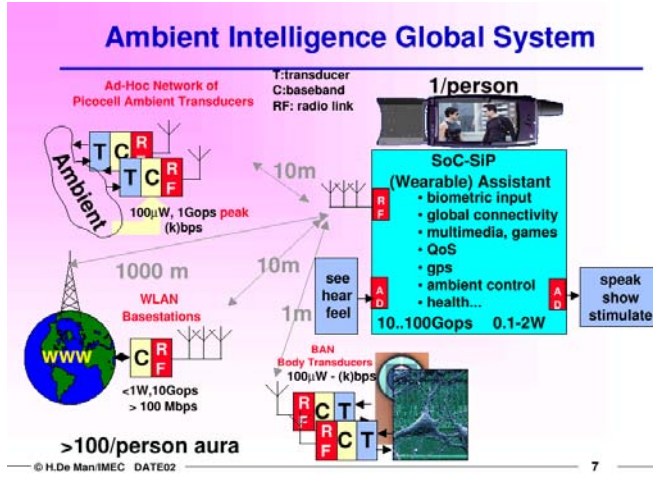 Ambient Intelligence Global System
Ad-Hoc Network of
Picocell Ambient Transducers
T:transducer
C:baseband
RF: radio link
1/person
Ambient
T C R F
T C R F
100µW, 1Gops peak
(k)bps
10m
SoC-SiP
(Wearable) Assistant
• biometric input
• global connectivity
• multimedia, games
• QoS
• gps
• ambient control
• health...
10..100Gops 0.1-2W
R F
A D
A D
see
hear
feel
speak
show
stimulate
1000 m
10m
1m
WLAN
Basestations
WWW
C R F
<1W,10Gops
> 100 Mbps
BAN
Body Transducers
100µW - (k)bps
R F C T
R F C T
>100/person aura
© H.De Man/IMEC DATE02
7